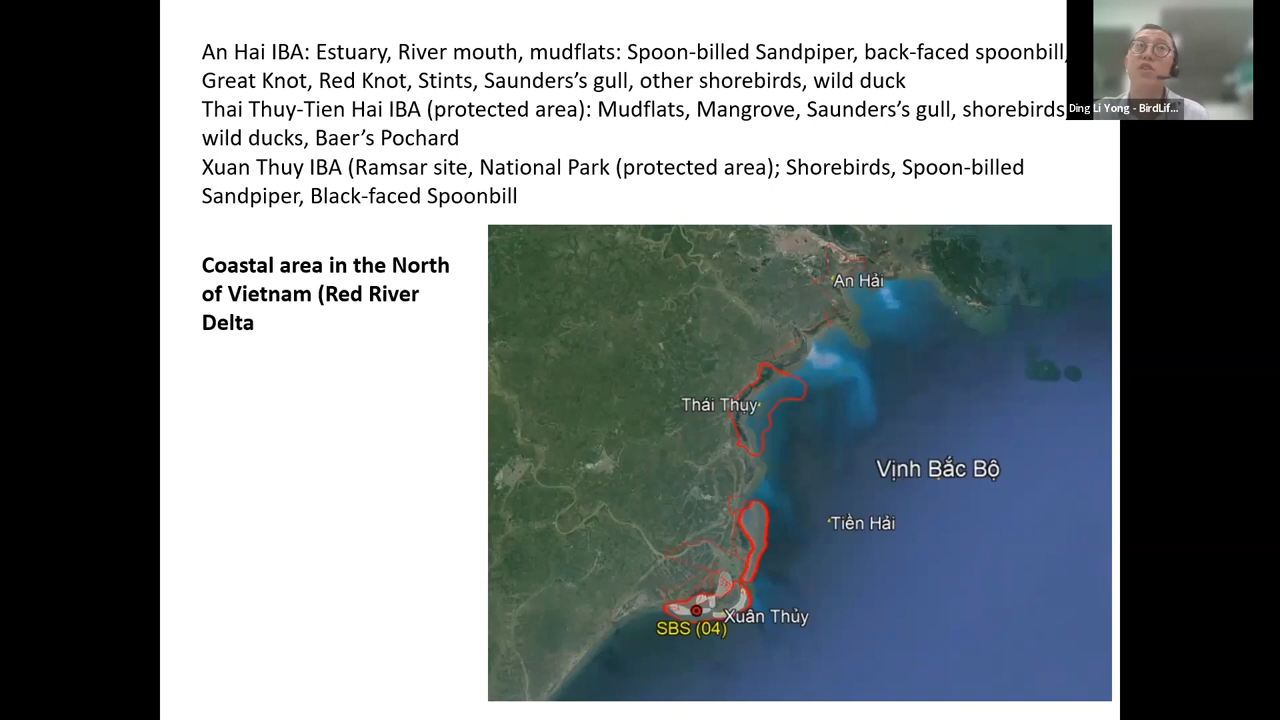 An Hai IBA: Estuary, River mouth, mudflats: Spoon-billed Sandpiper, back-faced spoonbill,
Great Knot, Red Knot, Stints, Saunders’s gull, other shorebirds, wild duck
Thai Thuy-Tien Hai IBA (protected area): Mudflats, Mangrove, Saunders’s gull, shorebirds,
wild ducks, Baer’s Pochard
Xuan Thuy IBA (Ramsar site, National Park (protected area); Shorebirds, Spoon-billed
Sandpiper, Black-faced Spoonbill
Ding Li Yong - BirdLif...
Coastal area in the North
of Vietnam (Red River
Delta
An Hải
Thái Thụy
Vịnh Bắc Bộ
Tiền Hải
Xuân Thủy
SBS (04)